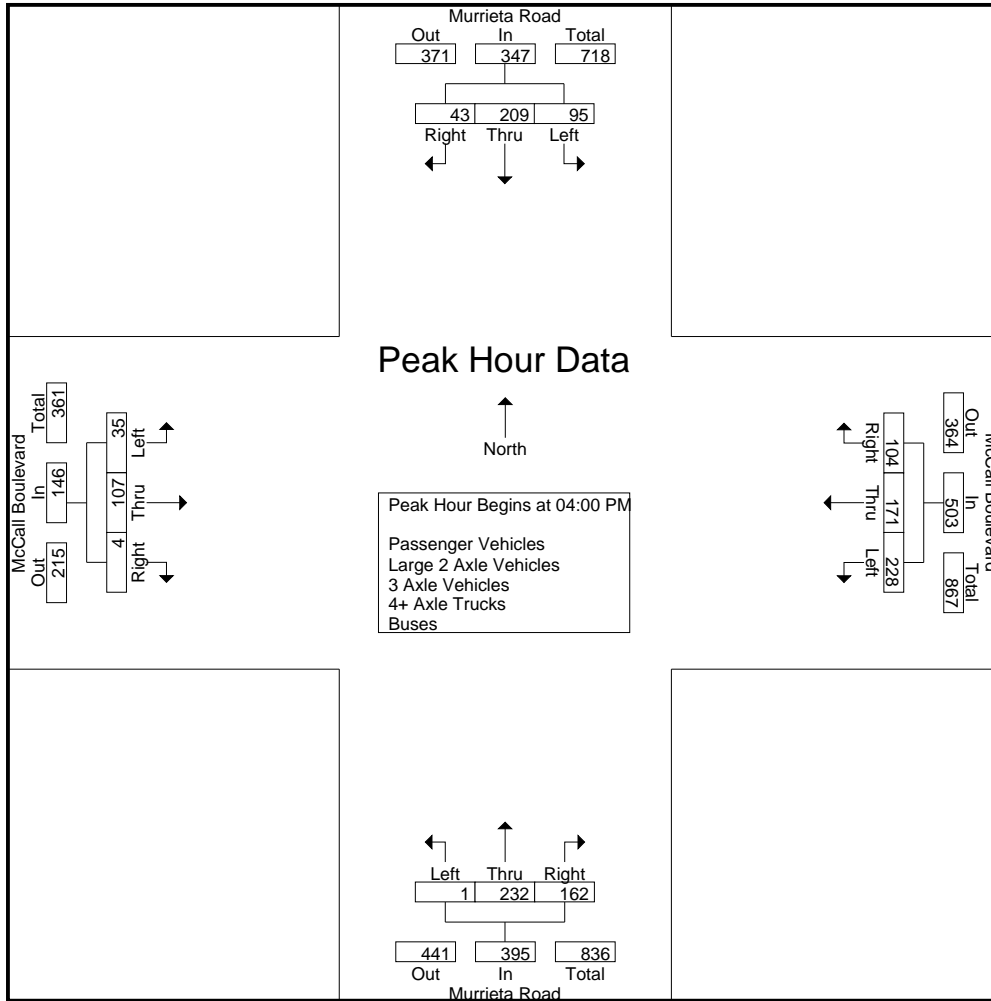 Murrieta Road
Out In Total
371 347 718
43 209 95
Right Thru Left
Peak Hour Data
North
Peak Hour Begins at 04:00 PM
Passenger Vehicles
Large 2 Axle Vehicles
3 Axle Vehicles
4+ Axle Trucks
Buses
McCall Boulevard
Out In Total
215 146 361
35 107 4
Left Thru Right
McCall Boulevard
Out In Total
364 503 867
104 171 228
Right Thru Left
Left Thru Right
1 232 162
441 395 836
Out In Total
Murrieta Road